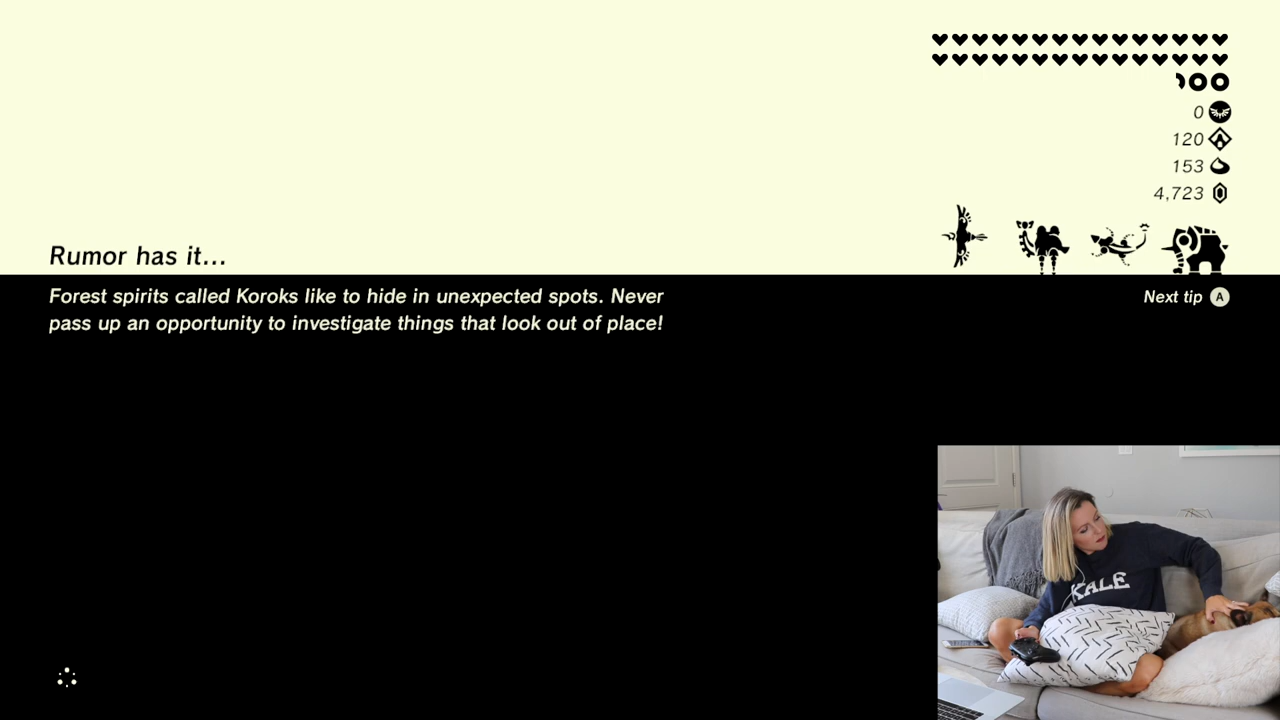 0
120
153
4,723
Rumor has it...
Forest spirits called Koroks like to hide in unexpected spots. Never
pass up an opportunity to investigate things that look out of place!
Next tip A
KALE